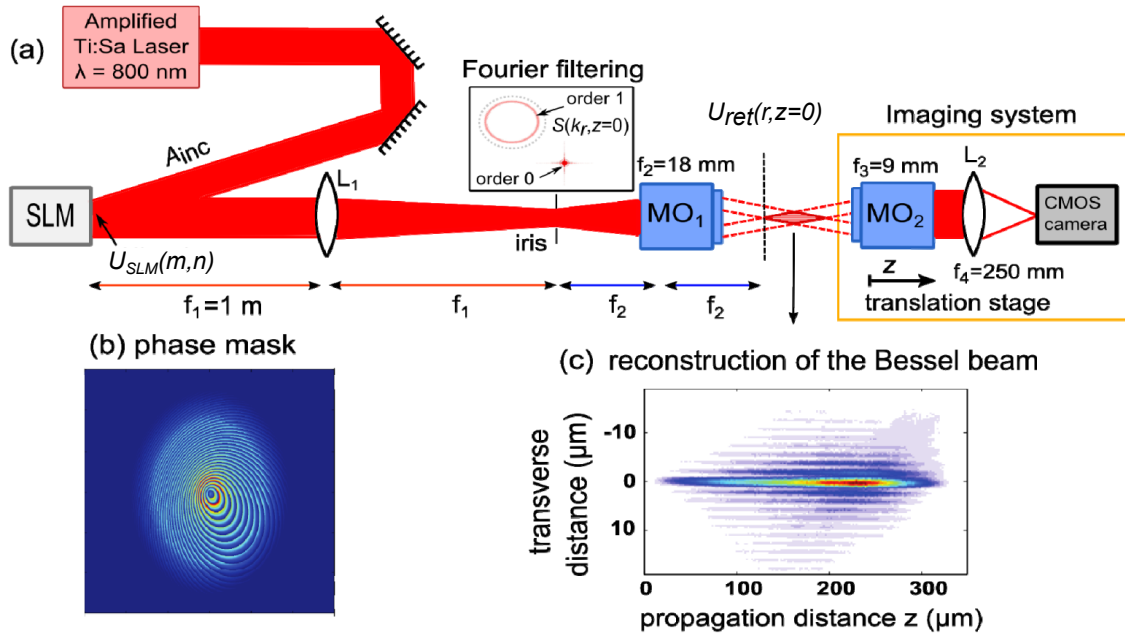 (a)
Amplified
Ti:Sa Laser
λ = 800 nm
Fourier filtering
order 1
S(kr,z=0)
order 0
Uret(r,z=0)
Imaging system
Ainc
SLM
L1
f2=18 mm
MO1
f3=9 mm
MO2
L2
CMOS
camera
iris
USLM(m,n)
z
f4=250 mm
translation stage
f1=1 m
f1
f2
f2
(b) phase mask
(c) reconstruction of the Bessel beam
transverse
distance (µm)
-10
0
10
0
100
200
300
propagation distance z (µm)